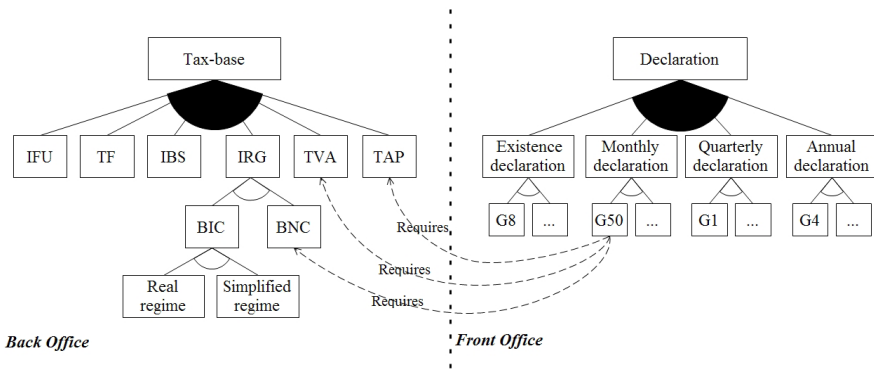 Tax-base
Declaration
IFU
TF
IBS
IRG
TVA
TAP
Existence
declaration
Monthly
declaration
Quarterly
declaration
Annual
declaration
BIC
BNC
G8
...
G50
...
G1
...
G4
...
Requires
Requires
Requires
Real
regime
Simplified
regime
Back Office
Front Office